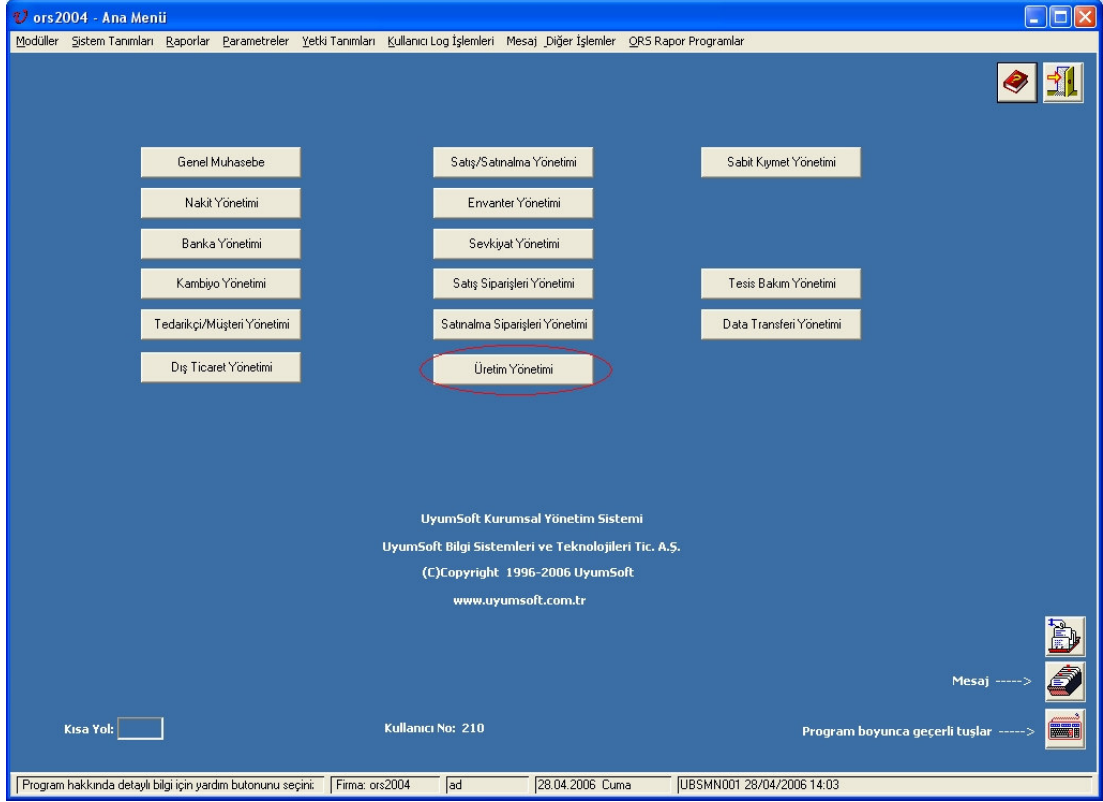 ors2004 - Ana Menü
Modüller Sistem Tanımları Raporlar Parametreler Yetki Tanımları Kullanıcı Log İşlemleri Mesaj Diğer İşlemler ORS Rapor Programlar
Genel Muhasebe Satış/Satınalma Yönetimi Sabit Kıymet Yönetimi
Nakit Yönetimi Envanter Yönetimi
Banka Yönetimi Sevkiyat Yönetimi
Kambiyo Yönetimi Satış Siparişleri Yönetimi Tesis Bakım Yönetimi
Tedarikçi/Müşteri Yönetimi Satınalma Siparişleri Yönetimi Data Transferi Yönetimi
Dış Ticaret Yönetimi Üretim Yönetimi
UyumSoft Kurumsal Yönetim Sistemi
UyumSoft Bilgi Sistemleri ve Teknolojileri Tic. A.Ş.
(C)Copyright 1996-2006 UyumSoft
www.uyumsoft.com.tr
Mesaj ----->
Kısa Yol: Kullanıcı No: 210 Program boyunca geçerli tuşlar ----->
Program hakkında detaylı bilgi için yardım butonunu seçini: Firma: ors2004 ad 28.04.2006 Cuma UBSMN001 28/04/2006 14:03